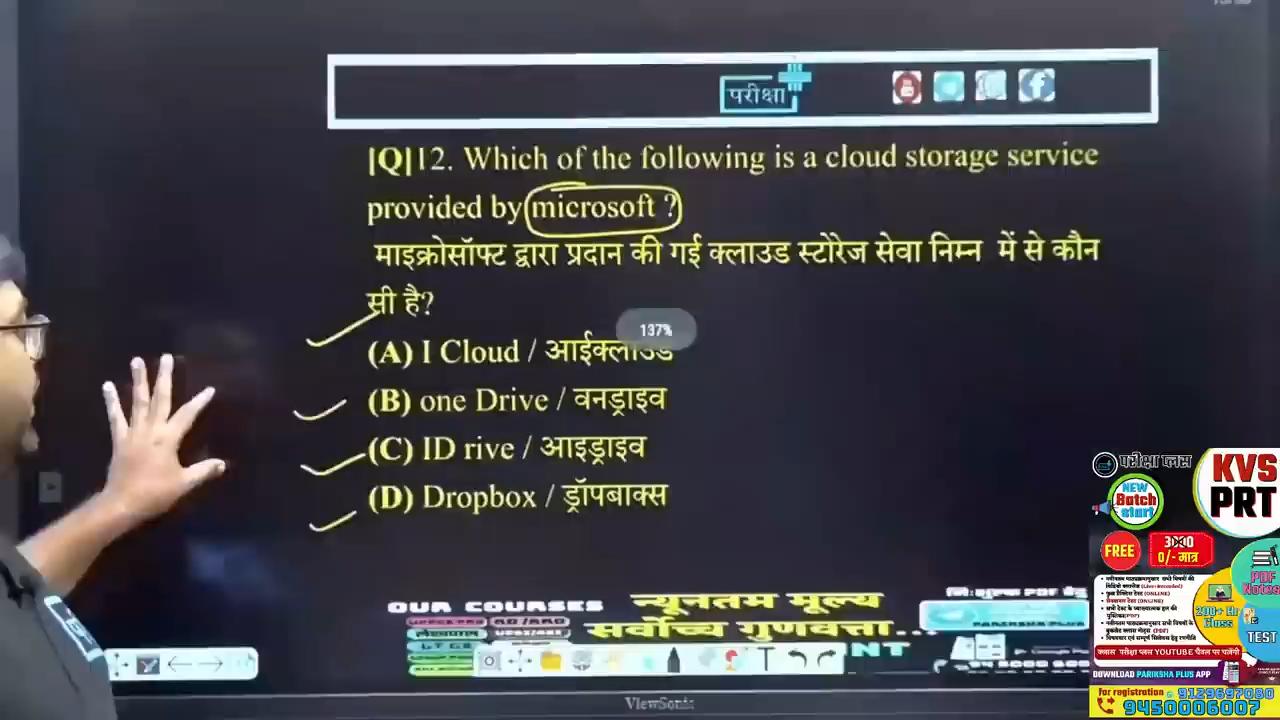 परीक्षा
[Q]12. Which of the following is a cloud storage service
provided by microsoft ?
माइक्रोसॉफ्ट द्वारा प्रदान की गई क्लाउड स्टोरेज सेवा निम्न में से कौन
सी है?
137%
(A) I Cloud / आईक्लाउड
(B) one Drive / वनड्राइव
(C) ID rive / आइड्राइव
(D) Dropbox / ड्रॉपबाक्स
परीक्षा प्लस
KVS
PRT
NEW
Batch
start
FREE
0/- मात्र
PDF
Notes
Class
TEST
OUR COURSES
न्यूनतम मूल्य
सर्वोच्च गुणवत्ता...
लेखपाल
DOWNLOAD PARIKSHA PLUS APP
For registration 9129697080
9450006007
ViewSonic